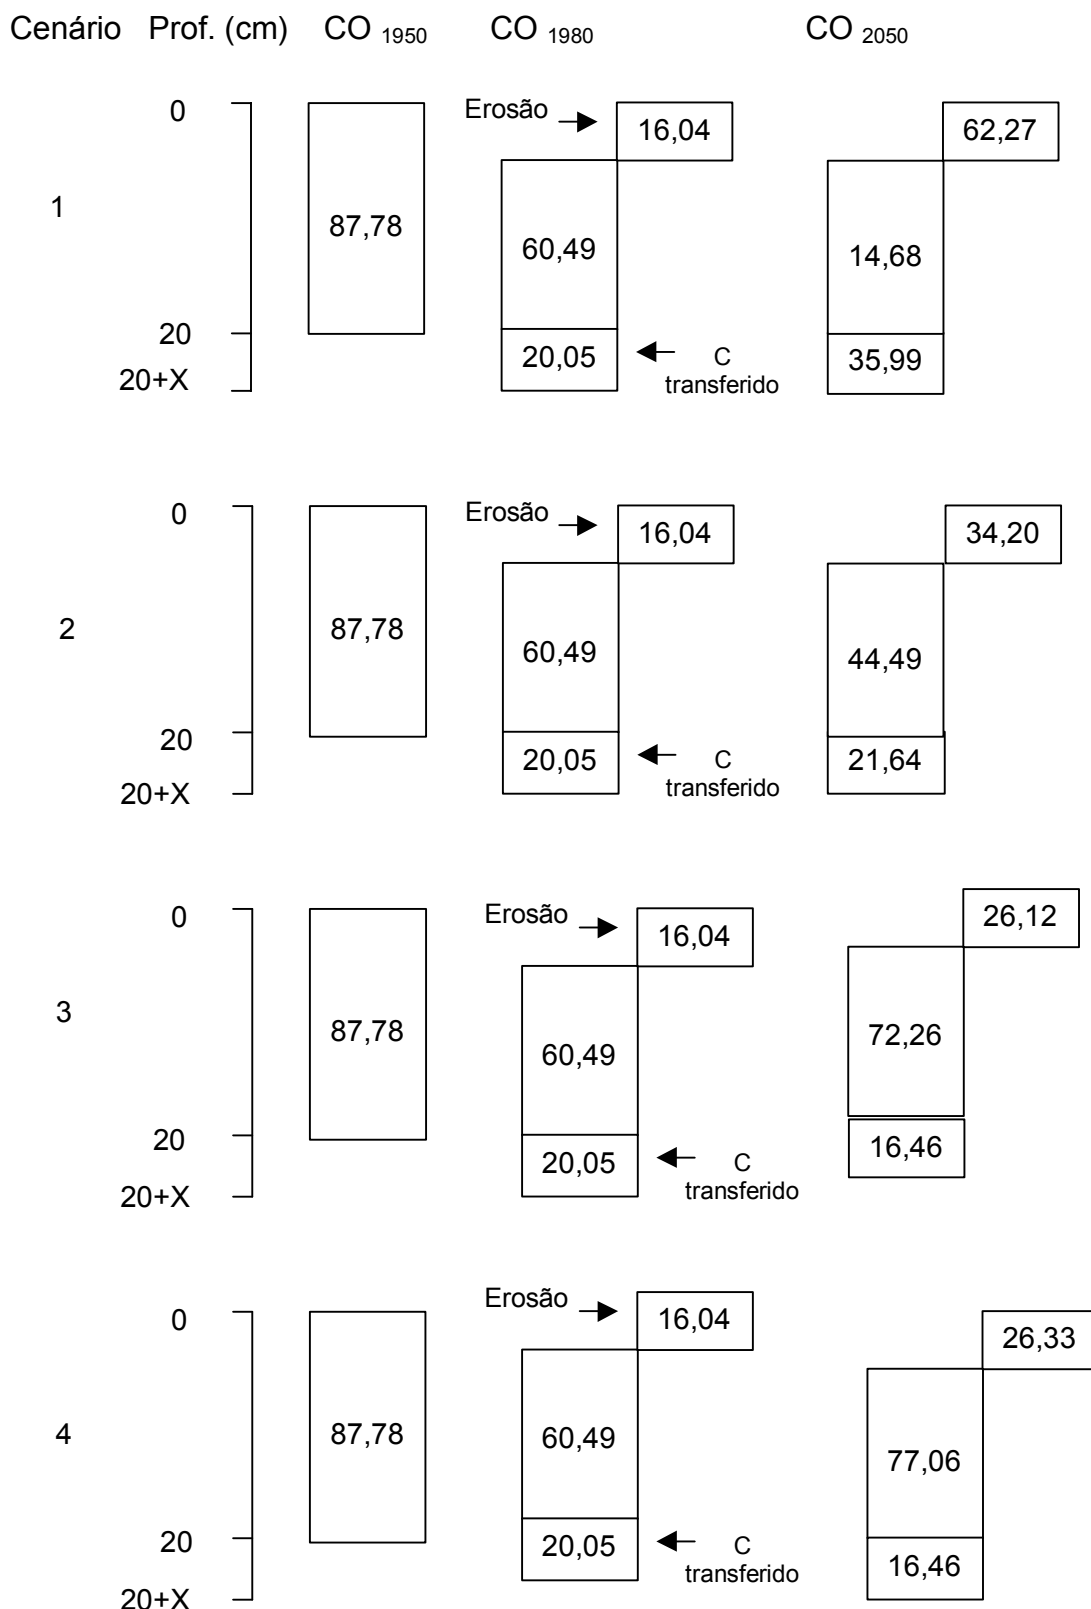 Cenário Prof. (cm) CO 1950 CO 1980 CO 2050
0 Erosão 16,04 62,27
1 87,78 60,49 14,68
20 20,05 C 35,99
20+X transferido
0 Erosão 16,04 34,20
2 87,78 60,49 44,49
20 20,05 C 21,64
20+X transferido
0 Erosão 16,04 26,12
3 87,78 60,49 72,26
20 20,05 C 16,46
20+X transferido
0 Erosão 16,04 26,33
4 87,78 60,49 77,06
20 20,05 C 16,46
20+X transferido